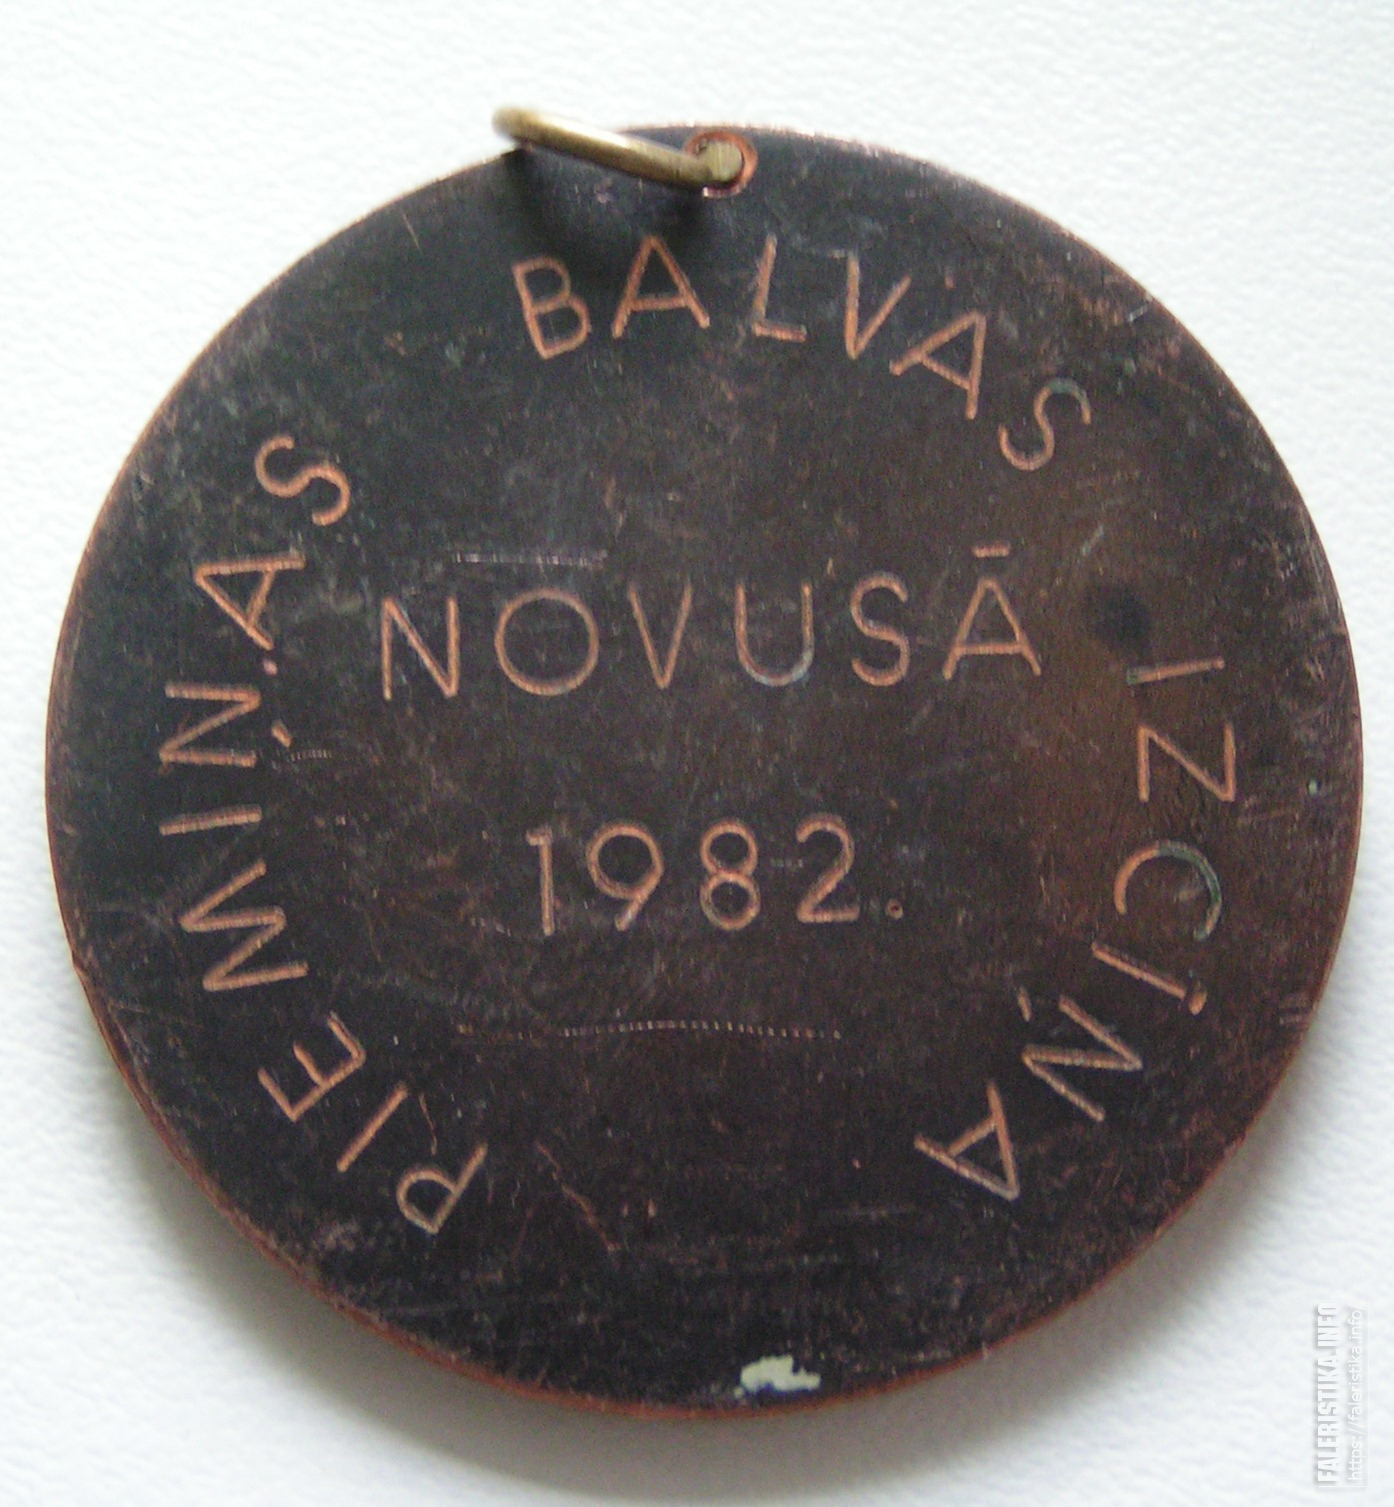 PIEMIŅAS BALVAS IZCĪŅA
NOVUSĀ
1982.
FALERISTIKA.INFO
https://faleristika.info